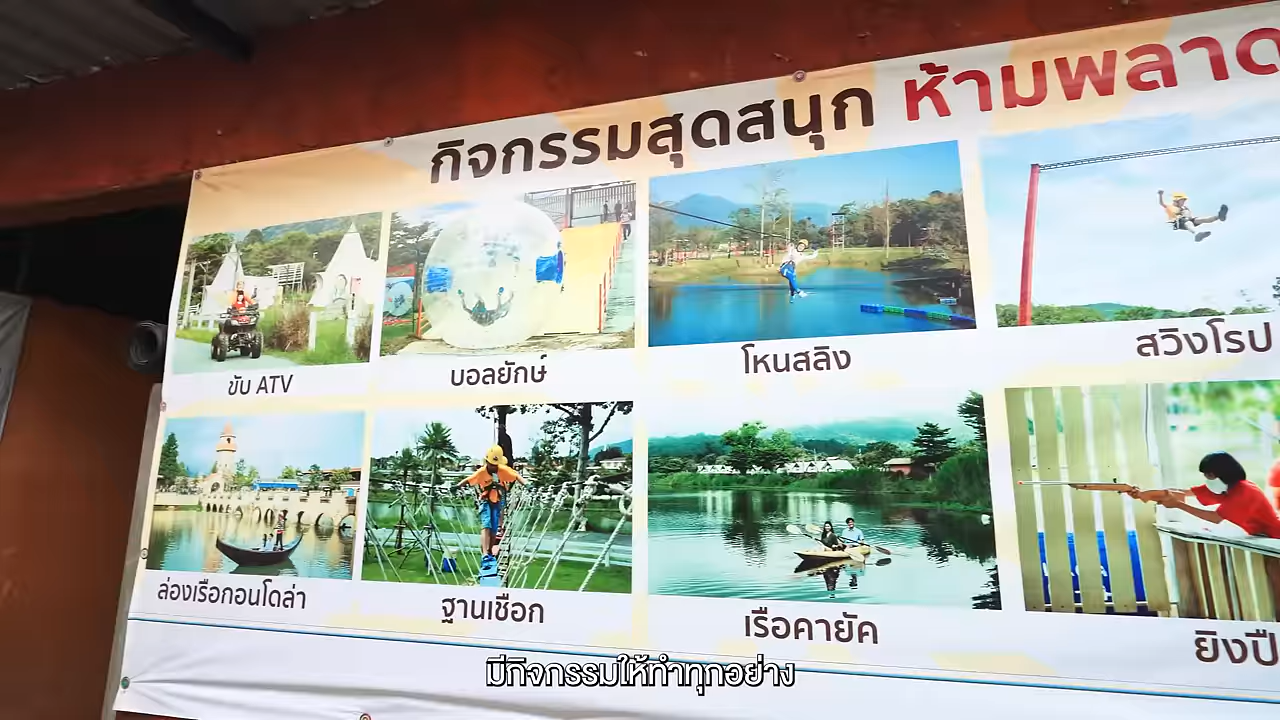 กิจกรรมสุดสนุก ห้ามพลาด
ขับ ATV
บอลยักษ์
โหนสลิง
สวิงโรป
ล่องเรือกอนโดล่า
ฐานเชือก
เรือคายัค
ยิงปื
มีกิจกรรมให้ทำทุกอย่าง